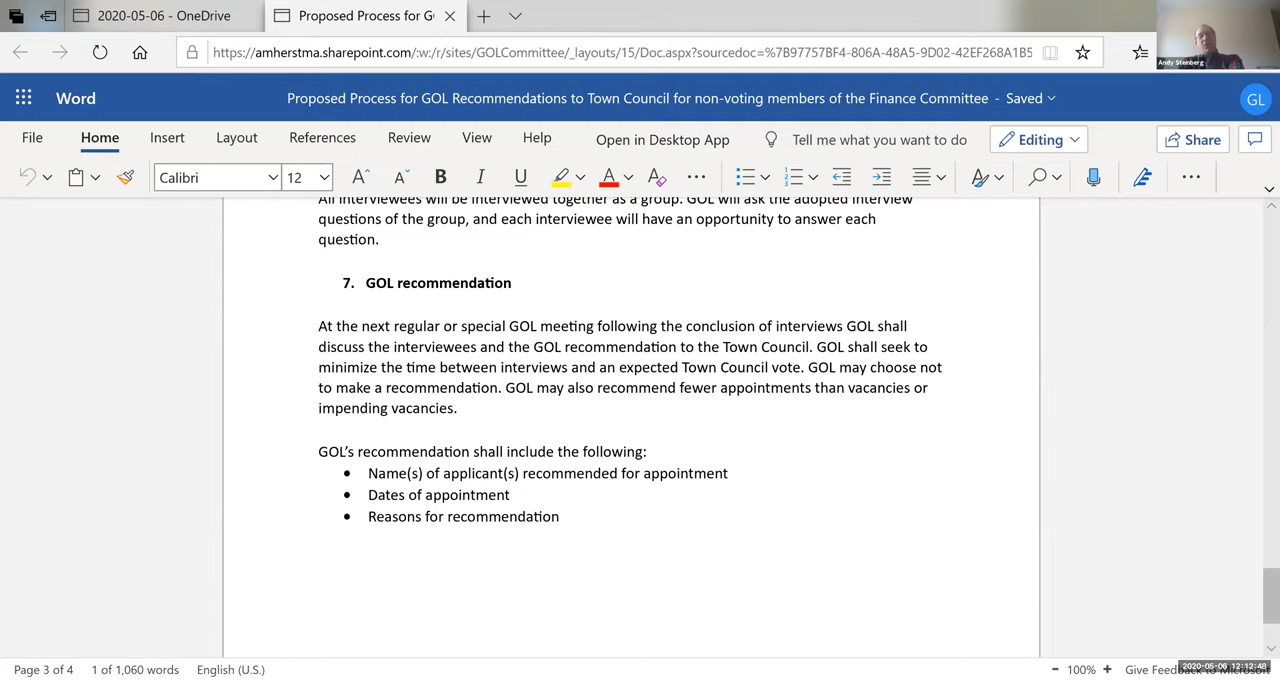 2020-05-06 - OneDrive
Proposed Process for G
https://amherstma.sharepoint.com/:w:/r/sites/GOLCommittee/_layouts/15/Doc.aspx?sourcedoc=%7B97757BF4-806A-48A5-9D02-42EF268A1B5
Andy Steinberg
Word
Proposed Process for GOL Recommendations to Town Council for non-voting members of the Finance Committee - Saved
GL
File Home Insert Layout References Review View Help Open in Desktop App Tell me what you want to do Editing Share
Calibri 12
All interviewees will be interviewed together as a group. GOL will ask the adopted interview
questions of the group, and each interviewee will have an opportunity to answer each
question.
7. GOL recommendation
At the next regular or special GOL meeting following the conclusion of interviews GOL shall
discuss the interviewees and the GOL recommendation to the Town Council. GOL shall seek to
minimize the time between interviews and an expected Town Council vote. GOL may choose not
to make a recommendation. GOL may also recommend fewer appointments than vacancies or
impending vacancies.
GOL's recommendation shall include the following:
• Name(s) of applicant(s) recommended for appointment
• Dates of appointment
• Reasons for recommendation
Page 3 of 4 1 of 1,060 words English (U.S.) - 100% + Give Feedback to Microsoft
2020-05-06 12:12:48